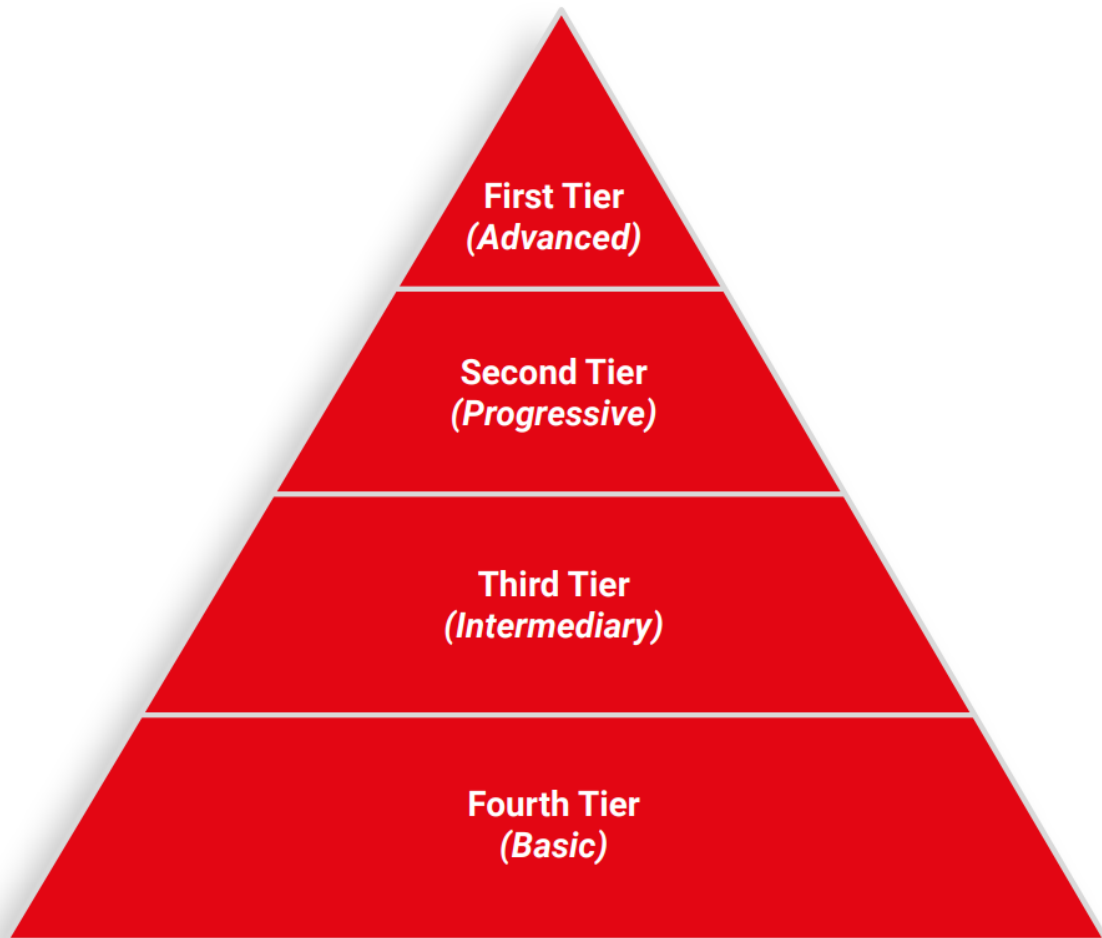 First Tier
(Advanced)
Second Tier
(Progressive)
Third Tier
(Intermediary)
Fourth Tier
(Basic)